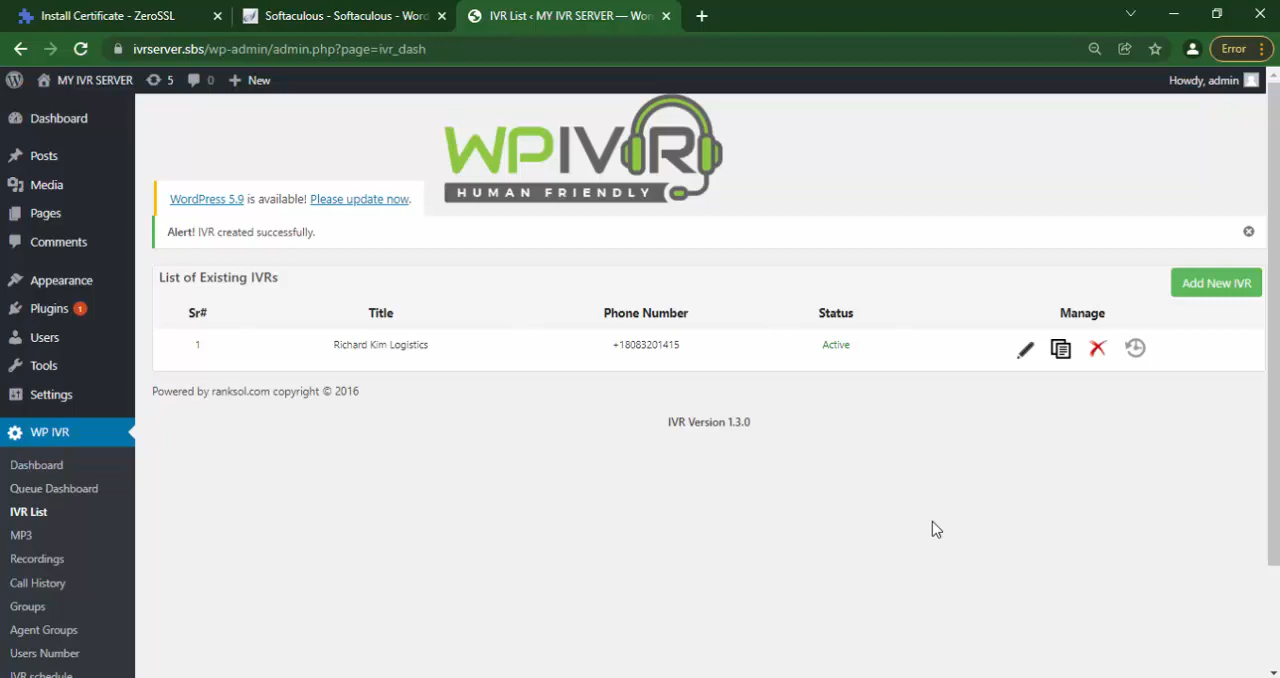 Install Certificate - ZeroSSL
Softaculous - Softaculous - Word
IVR List ‹ MY IVR SERVER — Word
ivrserver.sbs/wp-admin/admin.php?page=ivr_dash
Error
MY IVR SERVER
5
0
New
Howdy, admin
Dashboard
Posts
Media
Pages
Comments
Appearance
Plugins 1
Users
Tools
Settings
WP IVR
Dashboard
Queue Dashboard
IVR List
MP3
Recordings
Call History
Groups
Agent Groups
Users Number
IVR schedule
WPIVR
HUMAN FRIENDLY
WordPress 5.9 is available! Please update now.
Alert! IVR created successfully.
List of Existing IVRs
Add New IVR
Sr# Title Phone Number Status Manage
1 Richard Kim Logistics +18083201415 Active
Powered by ranksol.com copyright © 2016
IVR Version 1.3.0